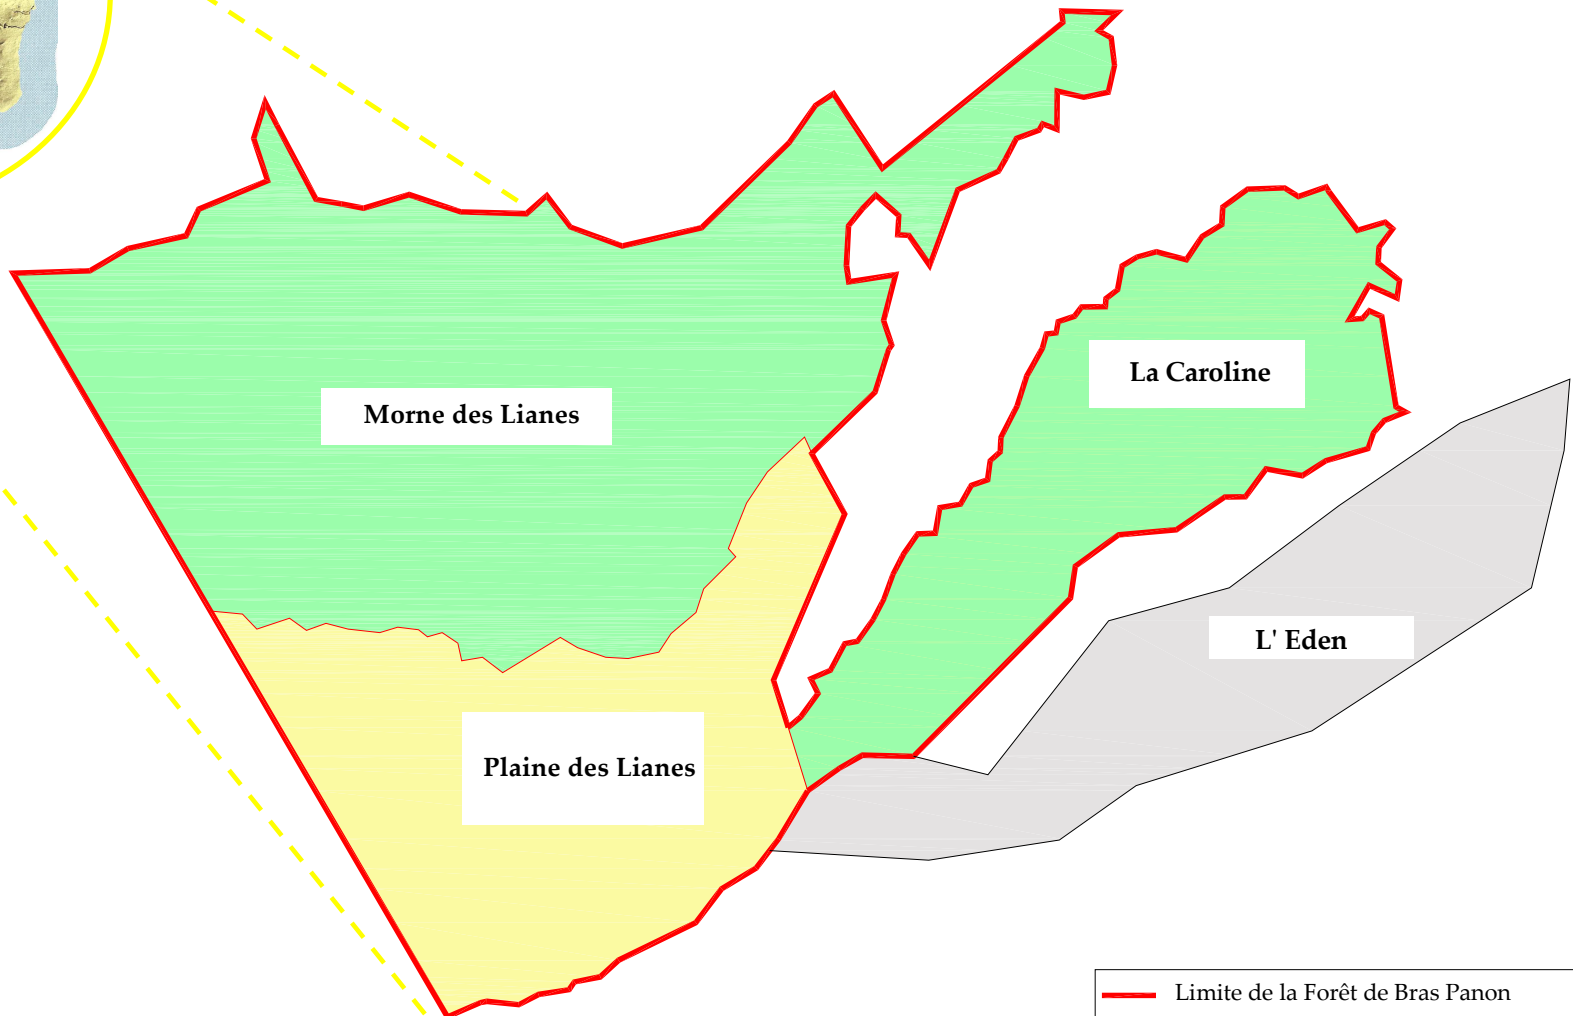 La Caroline
Morne des Lianes
L' Eden
Plaine des Lianes
Limite de la Forêt de Bras Panon